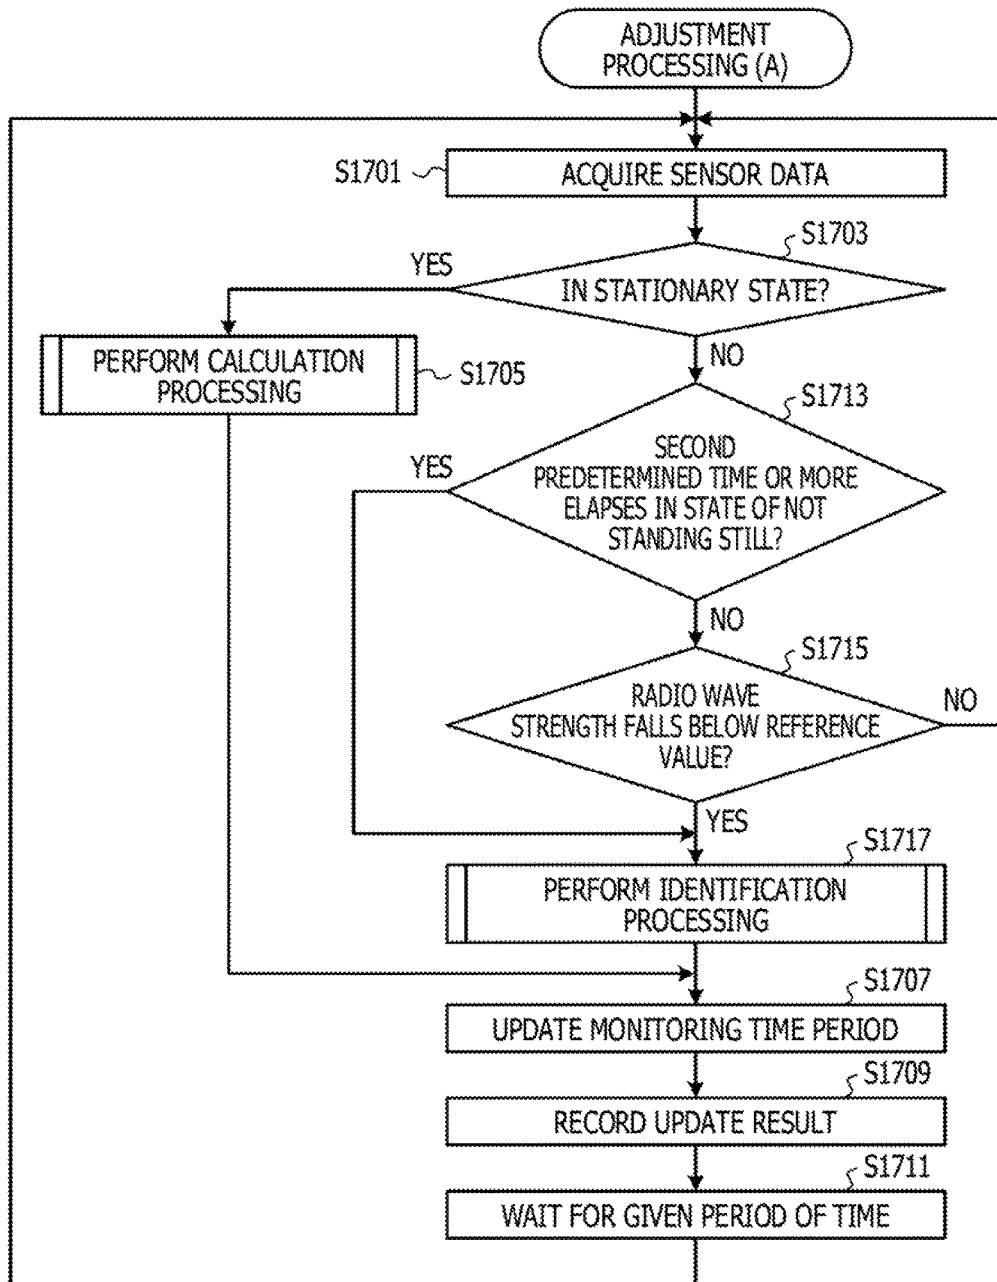 ADJUSTMENT
PROCESSING (A)
S1701
ACQUIRE SENSOR DATA
S1703
YES
IN STATIONARY STATE?
NO
PERFORM CALCULATION
PROCESSING
S1705
S1713
YES
SECOND
PREDETERMINED TIME OR MORE
ELAPSES IN STATE OF NOT
STANDING STILL?
NO
S1715
RADIO WAVE
STRENGTH FALLS BELOW REFERENCE
VALUE?
NO
YES
S1717
PERFORM IDENTIFICATION
PROCESSING
S1707
UPDATE MONITORING TIME PERIOD
S1709
RECORD UPDATE RESULT
S1711
WAIT FOR GIVEN PERIOD OF TIME